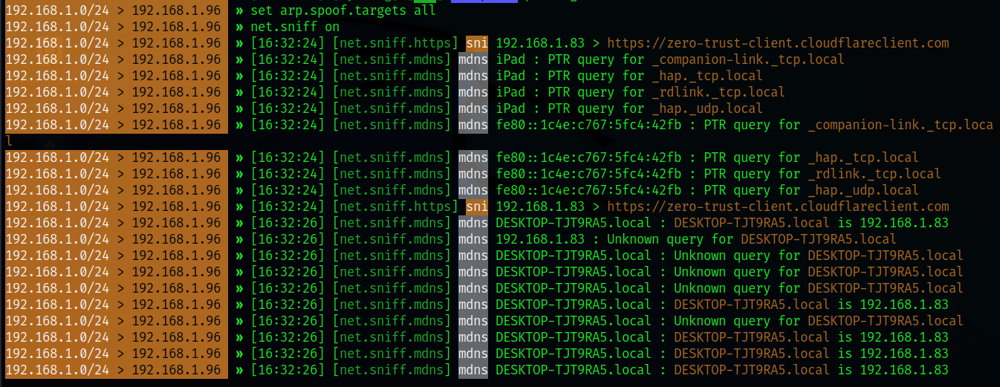 192.168.1.0/24 > 192.168.1.96 » set arp.spoof.targets all
192.168.1.0/24 > 192.168.1.96 » net.sniff on
192.168.1.0/24 > 192.168.1.96 » [16:32:24] [net.sniff.https] sni 192.168.1.83 > https://zero-trust-client.cloudflareclient.com
192.168.1.0/24 > 192.168.1.96 » [16:32:24] [net.sniff.mdns] mdns iPad : PTR query for _companion-link._tcp.local
192.168.1.0/24 > 192.168.1.96 » [16:32:24] [net.sniff.mdns] mdns iPad : PTR query for _hap._tcp.local
192.168.1.0/24 > 192.168.1.96 » [16:32:24] [net.sniff.mdns] mdns iPad : PTR query for _rdlink._tcp.local
192.168.1.0/24 > 192.168.1.96 » [16:32:24] [net.sniff.mdns] mdns iPad : PTR query for _hap._udp.local
192.168.1.0/24 > 192.168.1.96 » [16:32:24] [net.sniff.mdns] mdns fe80::1c4e:c767:5fc4:42fb : PTR query for _companion-link._tcp.loca
l
192.168.1.0/24 > 192.168.1.96 » [16:32:24] [net.sniff.mdns] mdns fe80::1c4e:c767:5fc4:42fb : PTR query for _hap._tcp.local
192.168.1.0/24 > 192.168.1.96 » [16:32:24] [net.sniff.mdns] mdns fe80::1c4e:c767:5fc4:42fb : PTR query for _rdlink._tcp.local
192.168.1.0/24 > 192.168.1.96 » [16:32:24] [net.sniff.mdns] mdns fe80::1c4e:c767:5fc4:42fb : PTR query for _hap._udp.local
192.168.1.0/24 > 192.168.1.96 » [16:32:24] [net.sniff.https] sni 192.168.1.83 > https://zero-trust-client.cloudflareclient.com
192.168.1.0/24 > 192.168.1.96 » [16:32:26] [net.sniff.mdns] mdns DESKTOP-TJT9RA5.local : DESKTOP-TJT9RA5.local is 192.168.1.83
192.168.1.0/24 > 192.168.1.96 » [16:32:26] [net.sniff.mdns] mdns 192.168.1.83 : Unknown query for DESKTOP-TJT9RA5.local
192.168.1.0/24 > 192.168.1.96 » [16:32:26] [net.sniff.mdns] mdns DESKTOP-TJT9RA5.local : Unknown query for DESKTOP-TJT9RA5.local
192.168.1.0/24 > 192.168.1.96 » [16:32:26] [net.sniff.mdns] mdns DESKTOP-TJT9RA5.local : Unknown query for DESKTOP-TJT9RA5.local
192.168.1.0/24 > 192.168.1.96 » [16:32:26] [net.sniff.mdns] mdns DESKTOP-TJT9RA5.local : Unknown query for DESKTOP-TJT9RA5.local
192.168.1.0/24 > 192.168.1.96 » [16:32:26] [net.sniff.mdns] mdns DESKTOP-TJT9RA5.local : DESKTOP-TJT9RA5.local is 192.168.1.83
192.168.1.0/24 > 192.168.1.96 » [16:32:26] [net.sniff.mdns] mdns DESKTOP-TJT9RA5.local : Unknown query for DESKTOP-TJT9RA5.local
192.168.1.0/24 > 192.168.1.96 » [16:32:26] [net.sniff.mdns] mdns DESKTOP-TJT9RA5.local : DESKTOP-TJT9RA5.local is 192.168.1.83
192.168.1.0/24 > 192.168.1.96 » [16:32:26] [net.sniff.mdns] mdns DESKTOP-TJT9RA5.local : DESKTOP-TJT9RA5.local is 192.168.1.83
192.168.1.0/24 > 192.168.1.96 » [16:32:26] [net.sniff.mdns] mdns DESKTOP-TJT9RA5.local : DESKTOP-TJT9RA5.local is 192.168.1.83